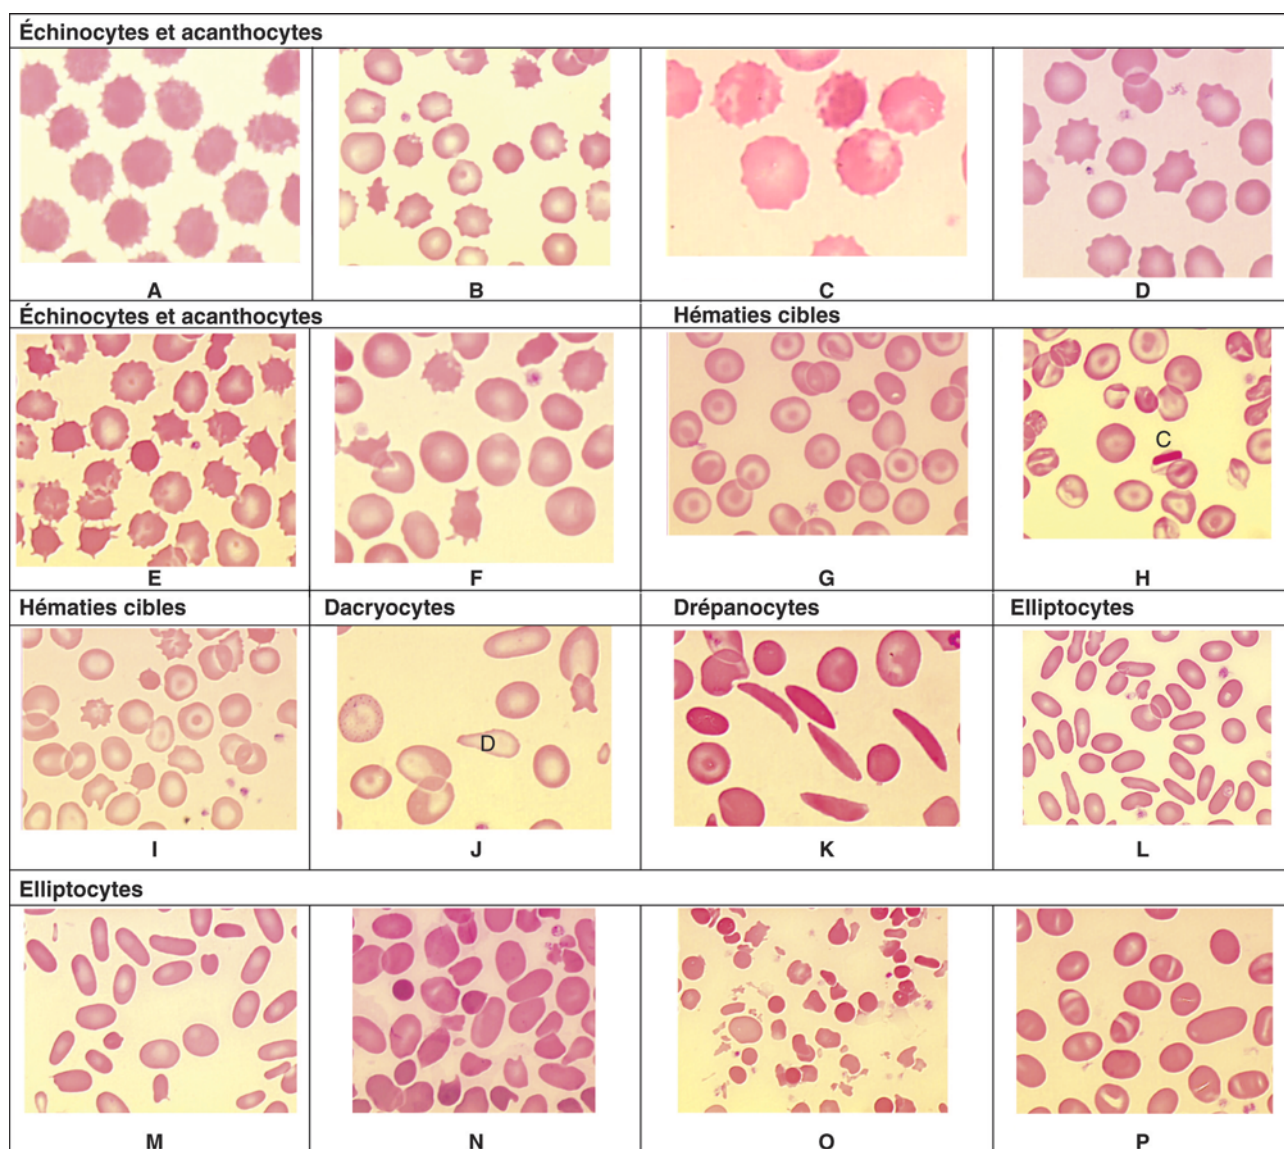 Échinocytes et acanthocytes
A B C D
Échinocytes et acanthocytes Hématies cibles
C
E F G H
Hématies cibles Dacryocytes Drépanocytes Elliptocytes
D
I J K L
Elliptocytes
M N O P